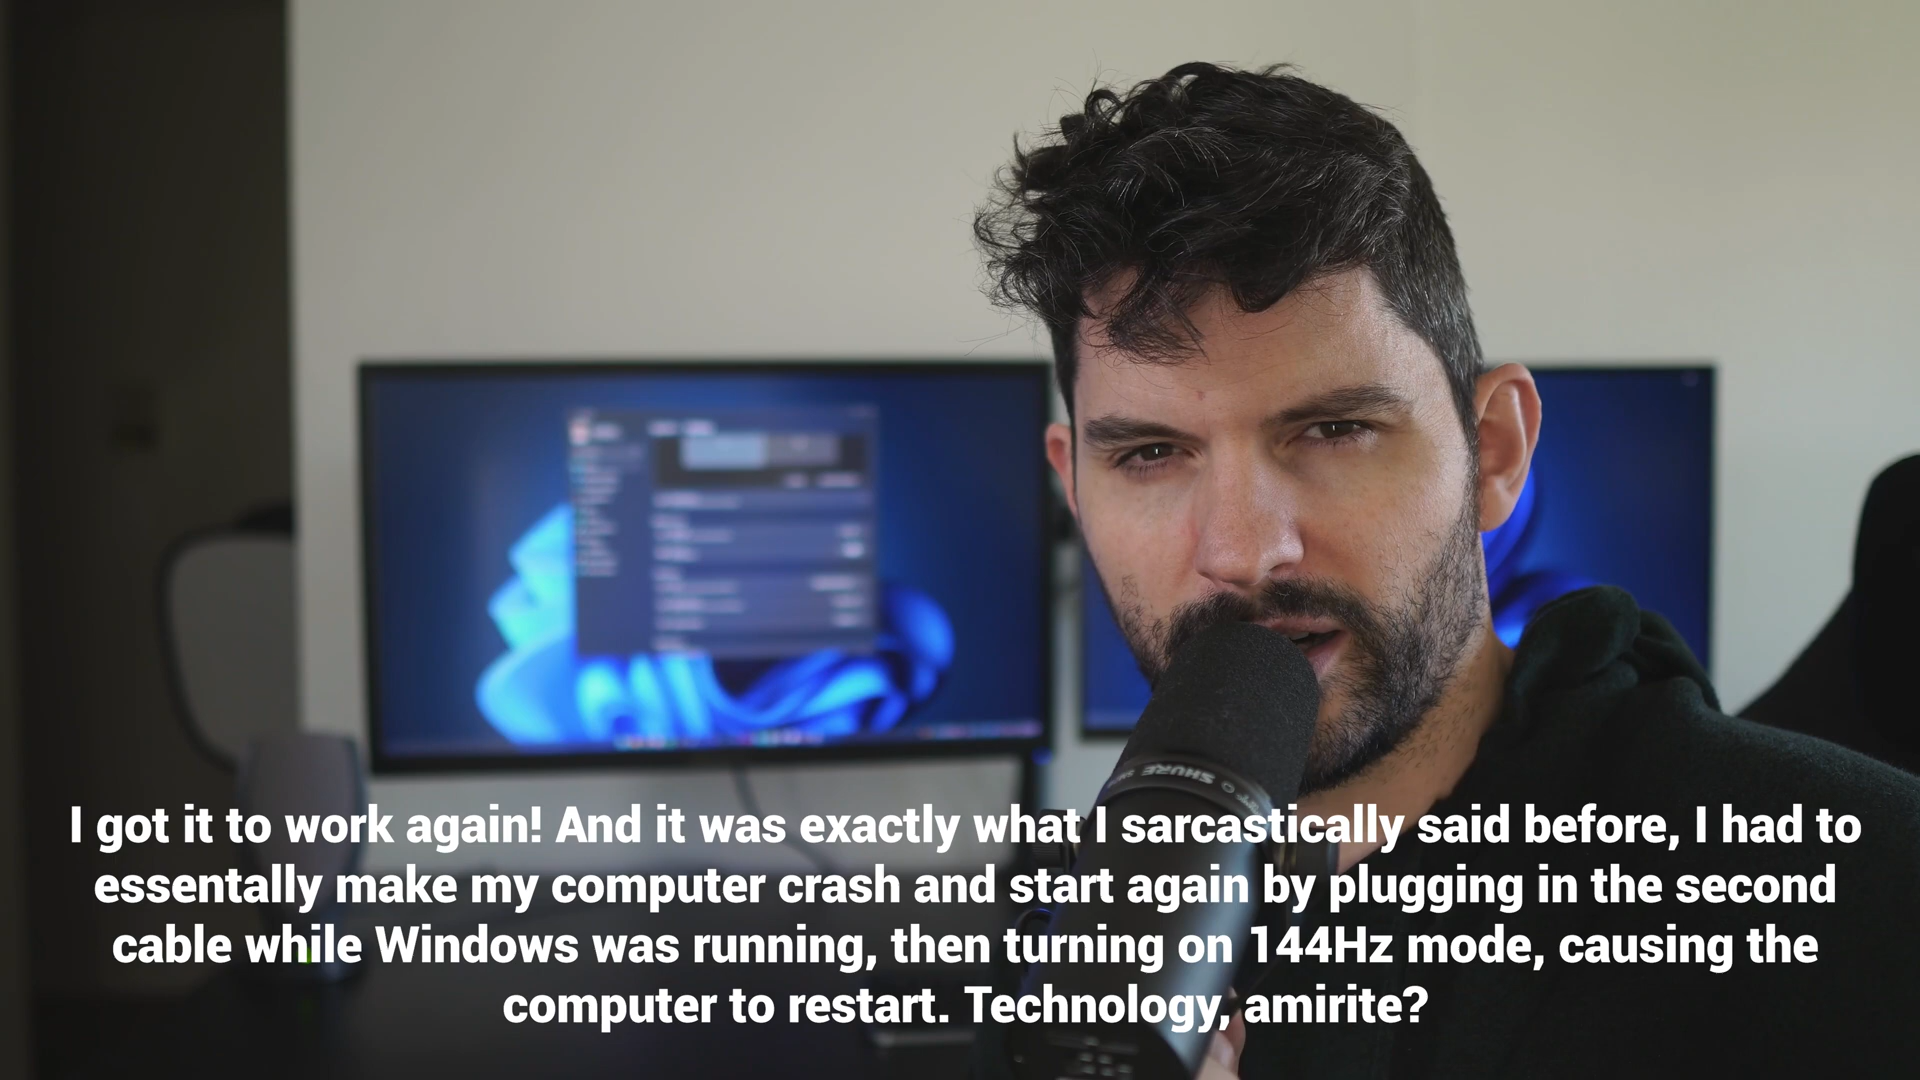 SHURE
I got it to work again! And it was exactly what I sarcastically said before, I had to
essentally make my computer crash and start again by plugging in the second
cable while Windows was running, then turning on 144Hz mode, causing the
computer to restart. Technology, amirite?